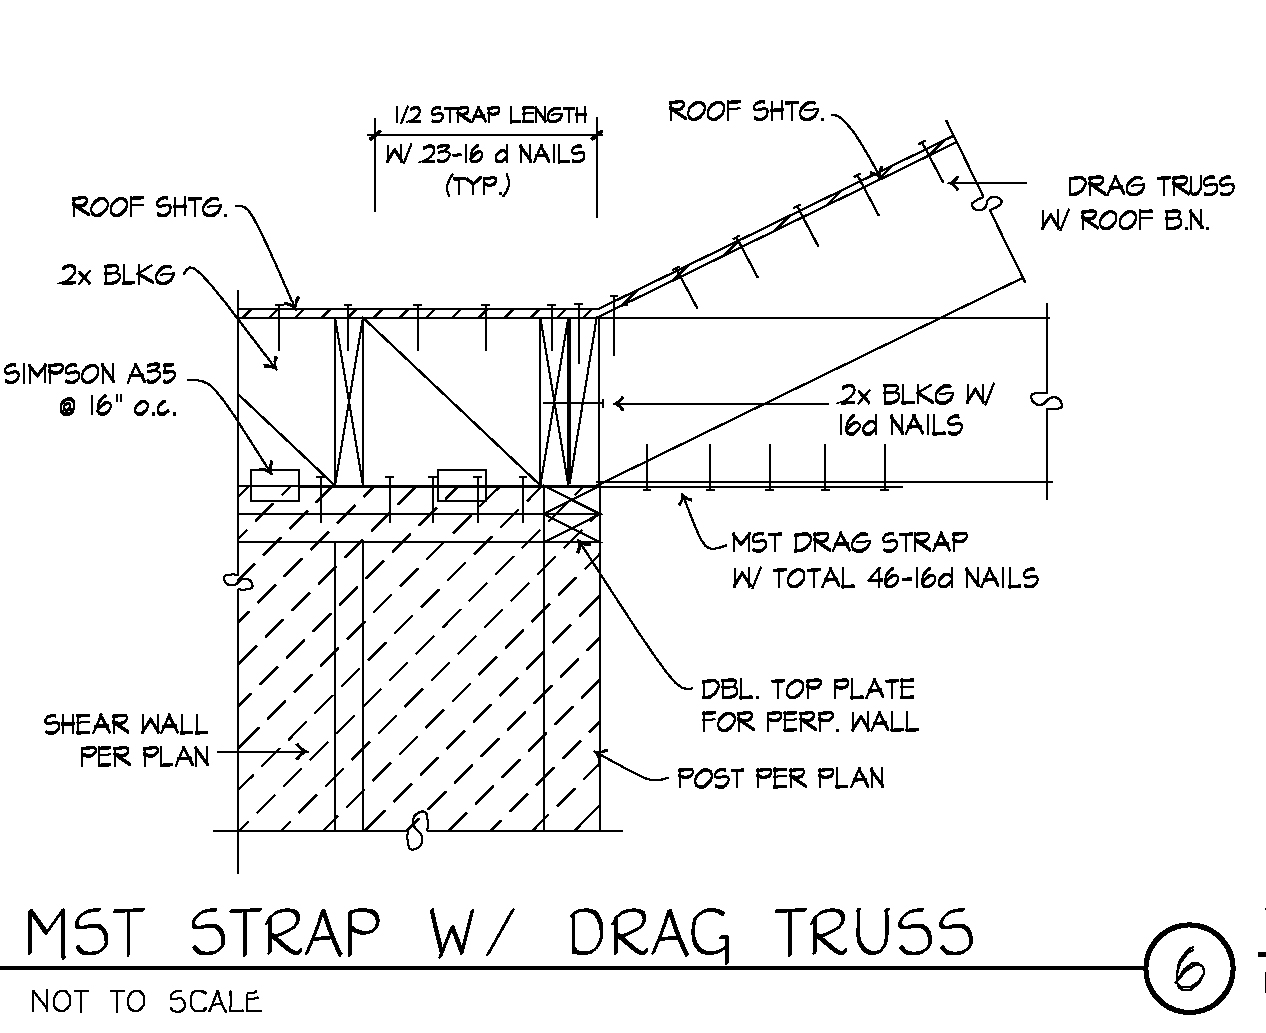 1/2 STRAP LENGTH
W/ 23-16 d NAILS
(TYP.)
ROOF SHTG.
DRAG TRUSS
W/ ROOF B.N.
ROOF SHTG.
2x BLKG
SIMPSON A35
@ 16" o.c.
2x BLKG W/
16d NAILS
MST DRAG STRAP
W/ TOTAL 46-16d NAILS
DBL. TOP PLATE
FOR PERP. WALL
SHEAR WALL
PER PLAN
POST PER PLAN
MST STRAP W/ DRAG TRUSS
6
NOT TO SCALE